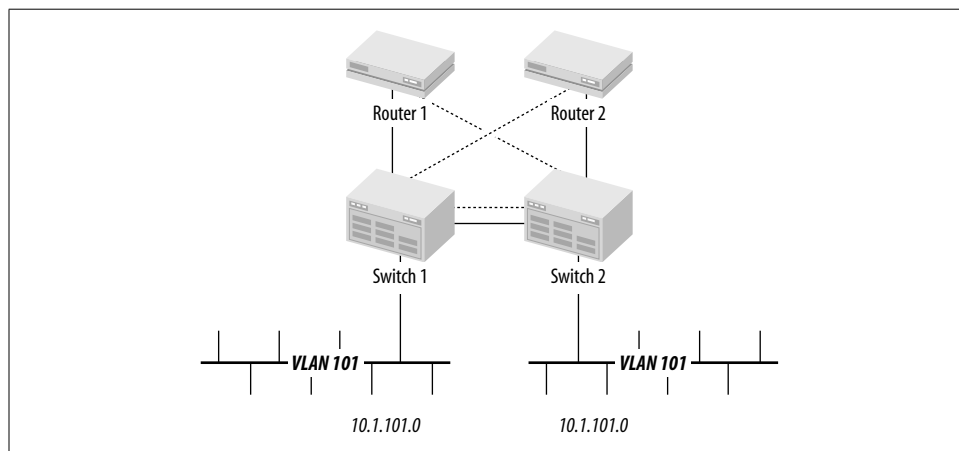 Router 1
Router 2
Switch 1
Switch 2
VLAN 101
VLAN 101
10.1.101.0
10.1.101.0